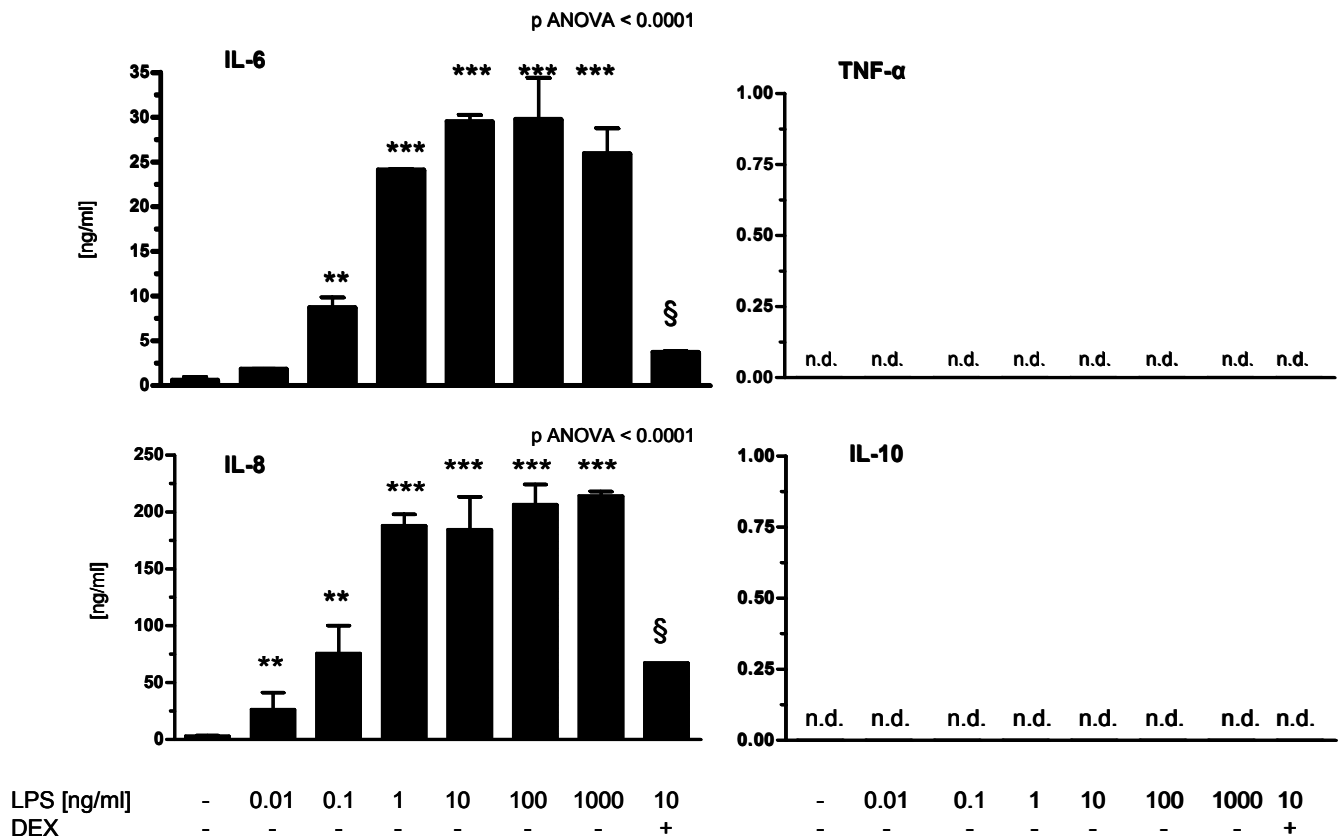 p ANOVA < 0.0001
IL-6
*** *** ***
***
**
§
35
30
25
20
15
10
5
0
[ng/ml]
TNF-α
1.00
0.75
0.50
0.25
0.00
n.d. n.d. n.d. n.d. n.d. n.d. n.d. n.d.
p ANOVA < 0.0001
IL-8
*** *** *** ***
**
**
§
250
200
150
100
50
0
[ng/ml]
IL-10
1.00
0.75
0.50
0.25
0.00
n.d. n.d. n.d. n.d. n.d. n.d. n.d. n.d.
LPS [ng/ml] - 0.01 0.1 1 10 100 1000 10 - 0.01 0.1 1 10 100 1000 10
DEX - - - - - - - + - - - - - - - +